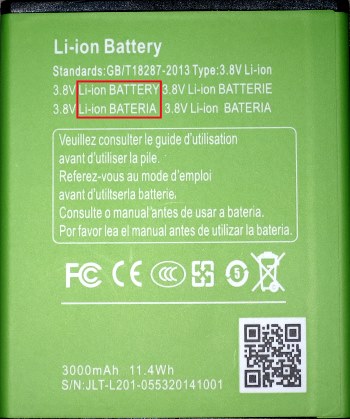 Li-ion Battery
Standards:GB/T18287-2013 Type:3.8V Li-ion
3.8V Li-ion BATTERY 3.8V Li-ion BATTERIE
3.8V Li-ion BATERIA 3.8V Li-ion BATERIA
Veuillez consulter le guide d'utilisation
avant d'utiliser la pile.
Referez-vous au mode d'emploi
avant d'utiltserla batterie.
Consulte o manual antes de usar a bateria.
Por favor lea el manual antes de utilizar la bateria.
FC CE CCC 5
3000mAh 11.4Wh
S/N:JLT-L201-055320141001